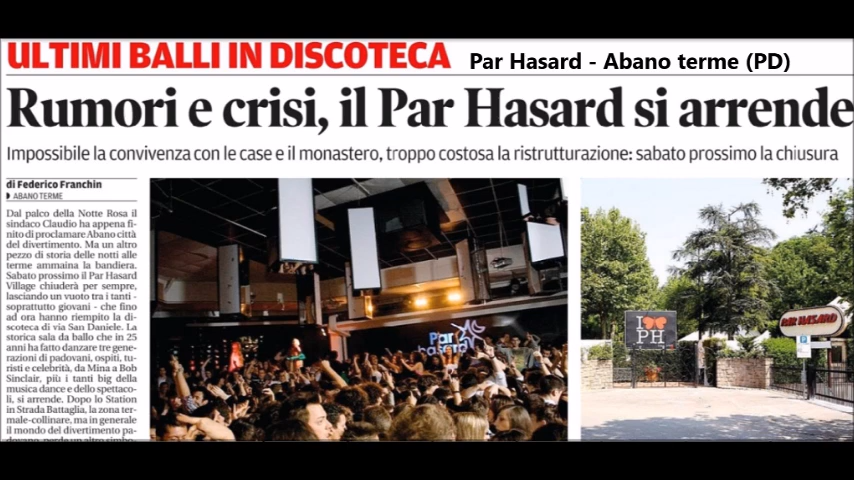 ULTIMI BALLI IN DISCOTECA
Par Hasard - Abano terme (PD)
Rumori e crisi, il Par Hasard si arrende
Impossibile la convivenza con le case e il monastero, troppo costosa la ristrutturazione: sabato prossimo la chiusura
di Federico Franchin
ABANO TERME
Dal palco della Notte Rosa il
sindaco Claudio ha appena fi-
nito di proclamare Abano città
del divertimento. Ma un altro
pezzo di storia delle notti alle
terme ammaina la bandiera.
Sabato prossimo il Par Hasard
Village chiuderà per sempre,
lasciando un vuoto tra i tanti -
soprattutto giovani - che fino
ad ora hanno riempito la di-
scoteca di via San Daniele. La
storica sala da ballo che in 25
anni ha fatto danzare tre gene-
razioni di padovani, ospiti, tu-
risti e celebrità, da Mina a Bob
Sinclair, più i tanti big della
musica dance e dello spettaco-
lo, si arrende. Dopo lo Station
in Strada Battaglia, la zona ter-
male-collinare, ma in generale
il mondo del divertimento pa-
dovano, perde un altro simbo-
Par hasard
I PH
PAR HASARD